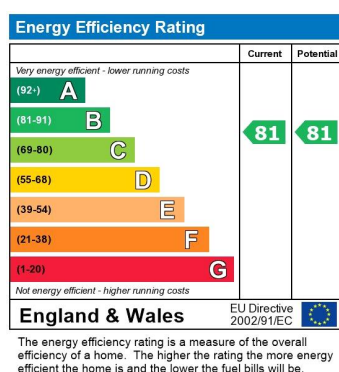 Energy Efficiency Rating
Current Potential
Very energy efficient - lower running costs
(92+) A
(81-91) B
81 81
(69-80) C
(55-68) D
(39-54) E
(21-38) F
(1-20) G
Not energy efficient - higher running costs
England & Wales
EU Directive
2002/91/EC
The energy efficiency rating is a measure of the overall
efficiency of a home. The higher the rating the more energy
efficient the home is and the lower the fuel bills will be.